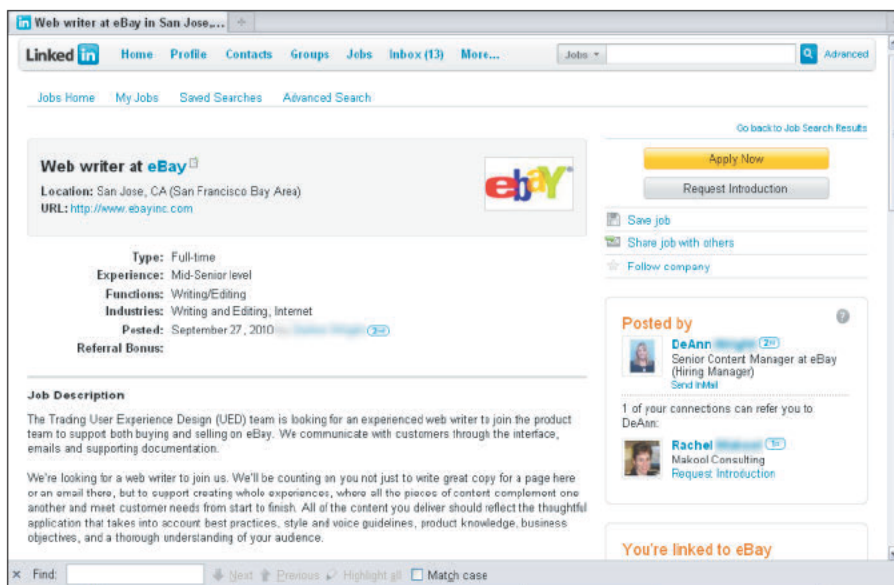 Web writer at eBay in San Jose,...
Linked in Home Profile Contacts Groups Jobs Inbox (13) More... Jobs Advanced
Jobs Home My Jobs Saved Searches Advanced Search
Go back to Job Search Results
Web writer at eBay
Location: San Jose, CA (San Francisco Bay Area)
URL: http://www.ebayinc.com
ebaY
Apply Now
Request Introduction
Save job
Share job with others
Follow company
Type: Full-time
Experience: Mid-Senior level
Functions: Writing/Editing
Industries: Writing and Editing, Internet
Posted: September 27, 2010
Referral Bonus:
Job Description
The Trading User Experience Design (UED) team is looking for an experienced web writer to join the product
team to support both buying and selling on eBay. We communicate with customers through the interface,
emails and supporting documentation.
We're looking for a web writer to join us. We'll be counting on you not just to write great copy for a page here
or an email there, but to support creating whole experiences, where all the pieces of content complement one
another and meet customer needs from start to finish. All of the content you deliver should reflect the thoughtful
application that takes into account best practices, style and voice guidelines, product knowledge, business
objectives, and a thorough understanding of your audience.
Posted by
DeAnn
Senior Content Manager at eBay
(Hiring Manager)
Send InMail
1 of your connections can refer you to
DeAnn:
Rachel
Makool Consulting
Request Introduction
You're linked to eBay
× Find: Next Previous Highlight all Match case